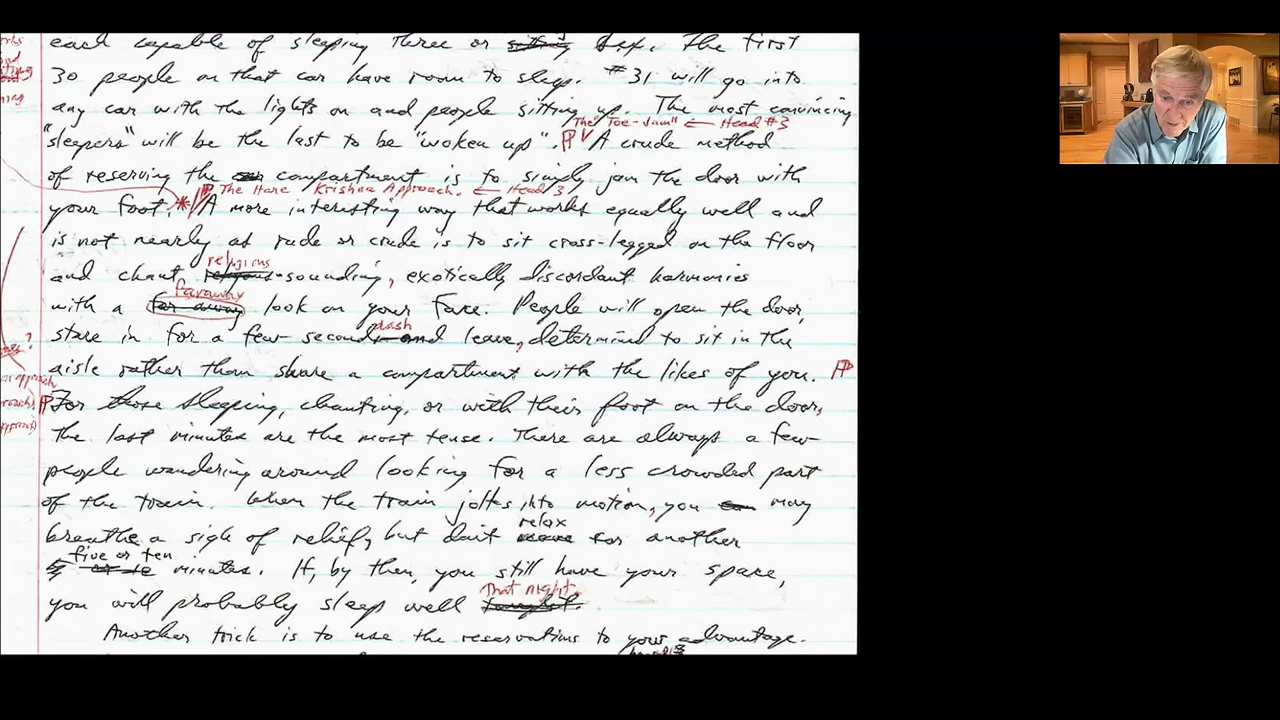 each capable of sleeping three or sitting six. The first
30 people on that car have room to sleep. #31 will go into
any car with the lights on and people sitting up. The most convincing
The "Toe-Jam" ← Head #3
"sleepers" will be the last to be "woken up". A crude method
of reserving the compartment is to simply jam the door with
The Hare Krishna Approach. ← Head 3
your foot.* A more interesting way that works equally well and
is not nearly as rude or crude is to sit cross-legged on the floor
religious
and chant -sounding, exotically discordant harmonies
faraway
with a far away look on your face. People will open the door,
dash
stare in for a few seconds and leave, determined to sit in the
aisle rather than share a compartment with the likes of you.
For those sleeping, chanting, or with their foot on the door,
the last minutes are the most tense. There are always a few
people wandering around looking for a less crowded part
of the train. When the train jolts into motion, you may
relax
breathe a sigh of relief, but don't for another
five or ten
minutes. If, by then, you still have your space,
That night.
you will probably sleep well tonight.
Another trick is to use the reservations to your advantage.